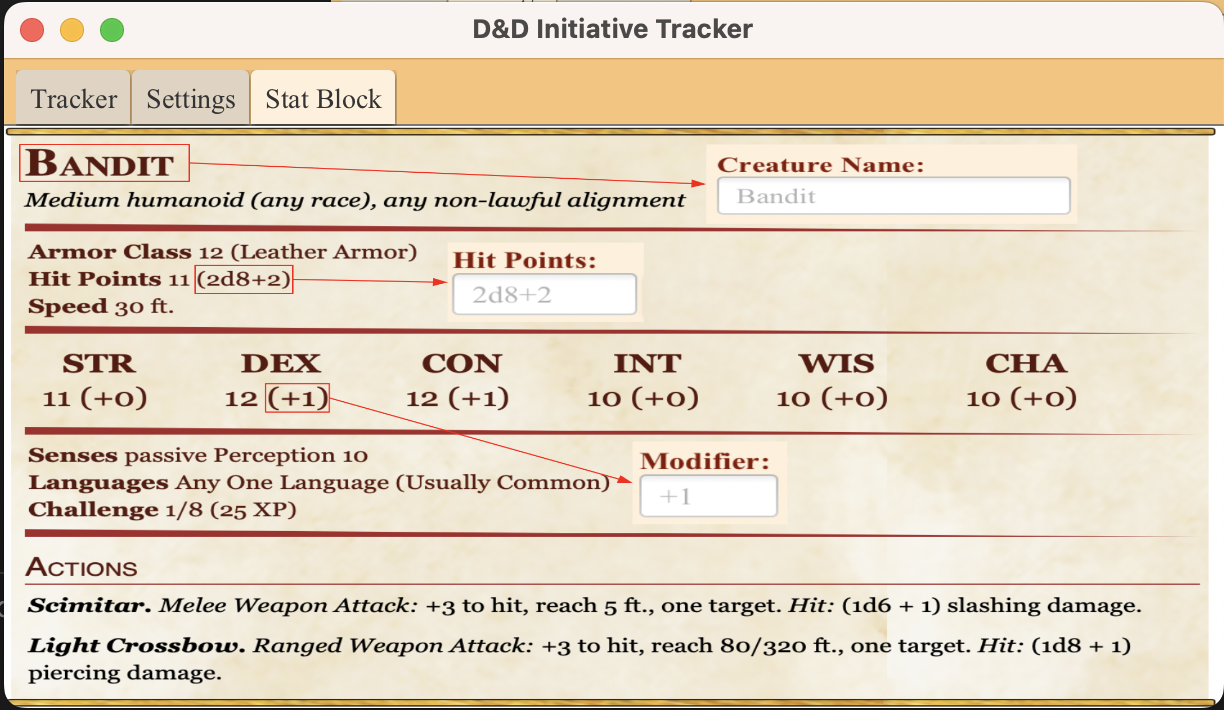 D&D Initiative Tracker
Tracker Settings Stat Block
BANDIT
Medium humanoid (any race), any non-lawful alignment
Creature Name:
Bandit
Armor Class 12 (Leather Armor)
Hit Points 11 (2d8+2)
Speed 30 ft.
Hit Points:
2d8+2
STR DEX CON INT WIS CHA
11 (+0) 12 (+1) 12 (+1) 10 (+0) 10 (+0) 10 (+0)
Senses passive Perception 10
Languages Any One Language (Usually Common)
Challenge 1/8 (25 XP)
Modifier:
+1
ACTIONS
Scimitar. Melee Weapon Attack: +3 to hit, reach 5 ft., one target. Hit: (1d6 + 1) slashing damage.
Light Crossbow. Ranged Weapon Attack: +3 to hit, reach 80/320 ft., one target. Hit: (1d8 + 1)
piercing damage.